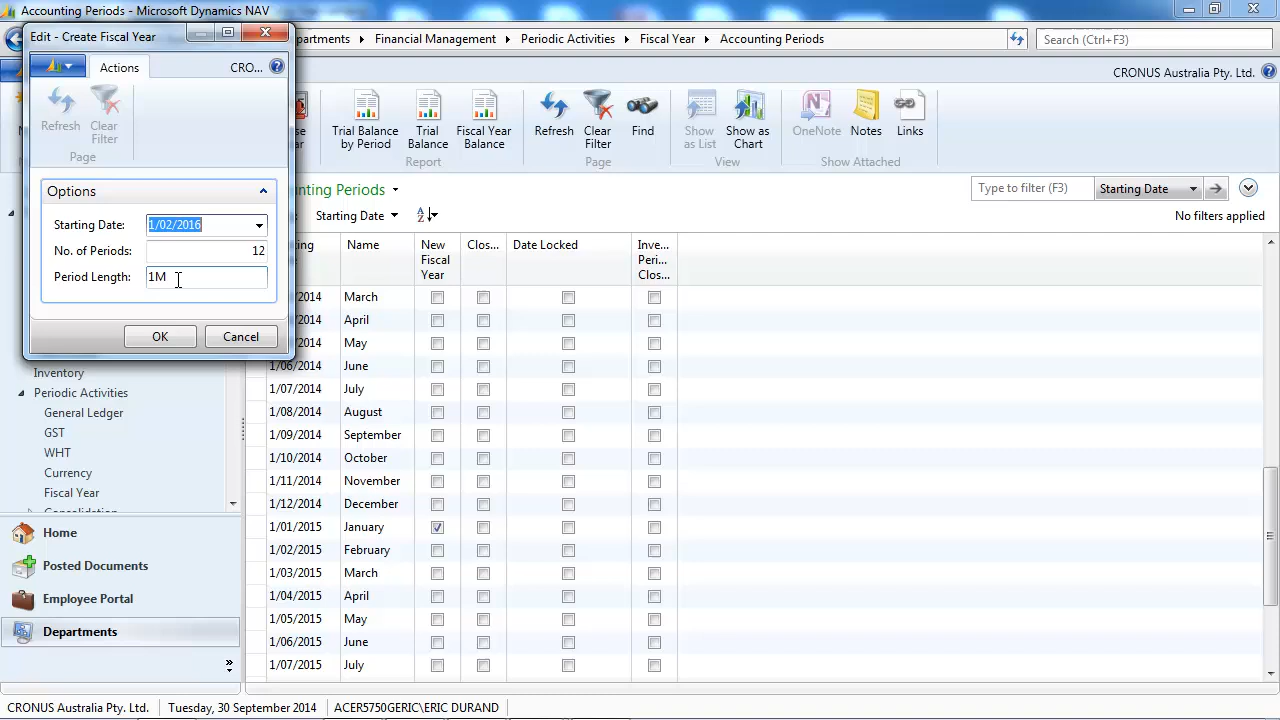 Accounting Periods - Microsoft Dynamics NAV
Edit - Create Fiscal Year
Actions
CRO...
Refresh
Clear Filter
Page
Options
Starting Date: 1/02/2016
No. of Periods: 12
Period Length: 1M
OK Cancel
partments Financial Management Periodic Activities Fiscal Year Accounting Periods
Search (Ctrl+F3)
CRONUS Australia Pty. Ltd.
Trial Balance by Period
Trial Balance
Fiscal Year Balance
Report
Refresh
Clear Filter
Find
Page
Show as List
Show as Chart
View
OneNote
Notes
Links
Show Attached
nting Periods
Type to filter (F3) Starting Date
Starting Date
No filters applied
Name
New Fiscal Year
Clos...
Date Locked
Inve... Peri... Clos...
2014 March
2014 April
2014 May
1/06/2014 June
1/07/2014 July
1/08/2014 August
1/09/2014 September
1/10/2014 October
1/11/2014 November
1/12/2014 December
1/01/2015 January
1/02/2015 February
1/03/2015 March
1/04/2015 April
1/05/2015 May
1/06/2015 June
1/07/2015 July
Inventory
Periodic Activities
General Ledger
GST
WHT
Currency
Fiscal Year
Home
Posted Documents
Employee Portal
Departments
CRONUS Australia Pty. Ltd. Tuesday, 30 September 2014 ACER5750GERIC\ERIC DURAND